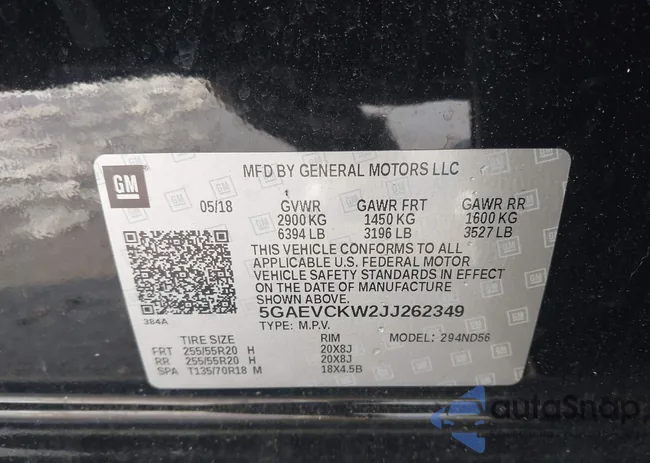 GM
MFD BY GENERAL MOTORS LLC
05/18 GVWR GAWR FRT GAWR RR
2900 KG 1450 KG 1600 KG
6394 LB 3196 LB 3527 LB
THIS VEHICLE CONFORMS TO ALL
APPLICABLE U.S. FEDERAL MOTOR
VEHICLE SAFETY STANDARDS IN EFFECT
ON THE DATE OF MANUFACTURE
SHOWN ABOVE.
384A
5GAEVCKW2JJ262349
TYPE: M.P.V. MODEL: 294ND56
TIRE SIZE RIM
FRT 255/55R20 H 20X8J
RR 255/55R20 H 20X8J
SPA T135/70R18 M 18X4.5B
autoSnap